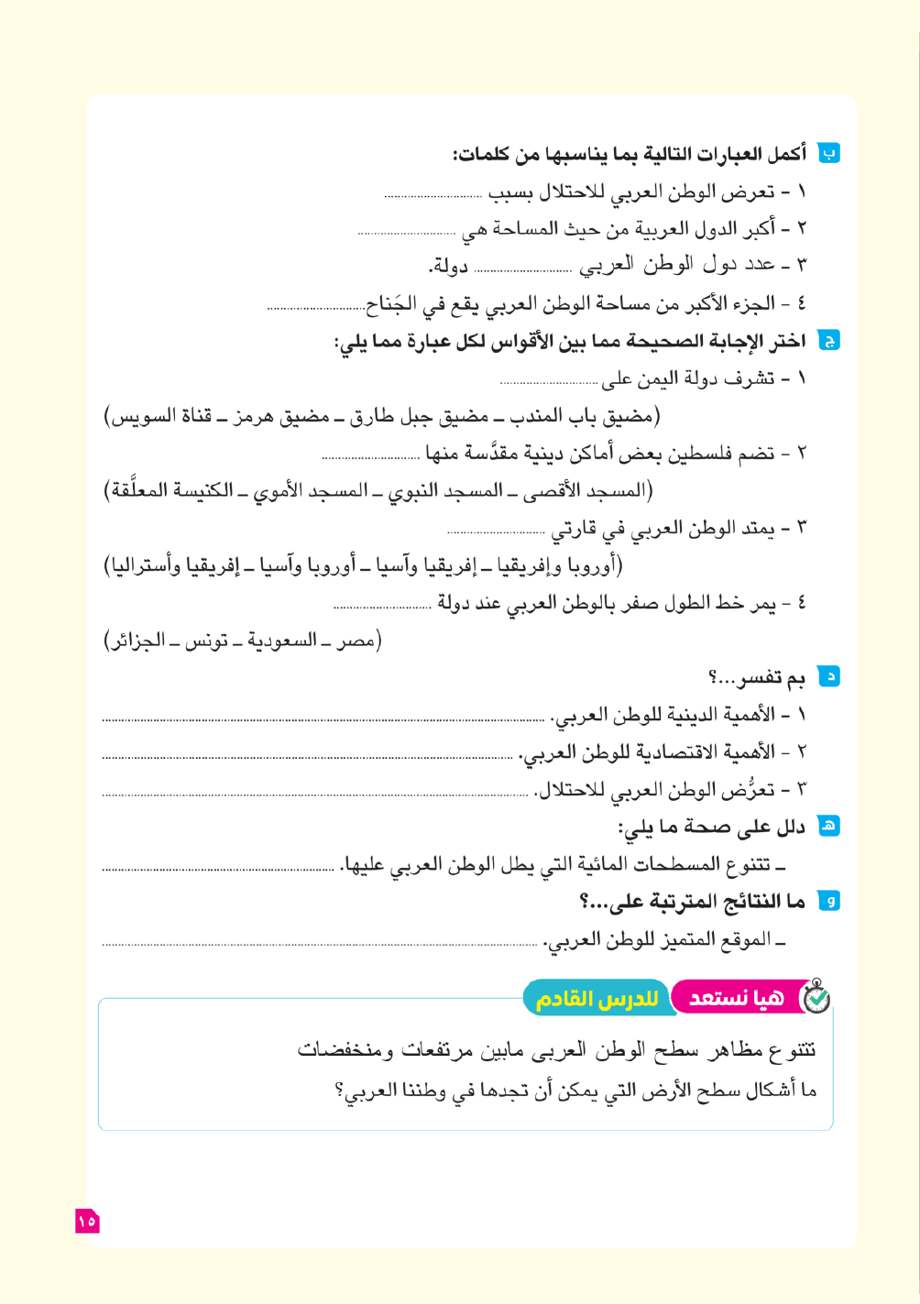 ب أكمل العبارات التالية بما يناسبها من كلمات:
١ - تعرض الوطن العربي للاحتلال بسبب ..............................
٢ - أكبر الدول العربية من حيث المساحة هي ..............................
٣ - عدد دول الوطن العربي .............................. دولة.
٤ - الجزء الأكبر من مساحة الوطن العربي يقع في الجَناح..............................
ج اختر الإجابة الصحيحة مما بين الأقواس لكل عبارة مما يلي:
١ - تشرف دولة اليمن على ..............................
(مضيق باب المندب – مضيق جبل طارق – مضيق هرمز – قناة السويس)
٢ - تضم فلسطين بعض أماكن دينية مقدَّسة منها ..............................
(المسجد الأقصى – المسجد النبوي – المسجد الأموي – الكنيسة المعلَّقة)
٣ - يمتد الوطن العربي في قارتي ..............................
(أوروبا وإفريقيا – إفريقيا وآسيا – أوروبا وآسيا – إفريقيا وأستراليا)
٤ - يمر خط الطول صفر بالوطن العربي عند دولة ..............................
(مصر – السعودية – تونس – الجزائر)
د بم تفسر...؟
١ - الأهمية الدينية للوطن العربي. ..............................
٢ - الأهمية الاقتصادية للوطن العربي. ..............................
٣ - تعرُّض الوطن العربي للاحتلال. ..............................
هـ دلل على صحة ما يلي:
– تتنوع المسطحات المائية التي يطل الوطن العربي عليها. ..............................
و ما النتائج المترتبة على...؟
– الموقع المتميز للوطن العربي. ..............................
هيا نستعد للدرس القادم
تتنوع مظاهر سطح الوطن العربى مابين مرتفعات ومنخفضات
ما أشكال سطح الأرض التي يمكن أن تجدها في وطننا العربي؟
١٥